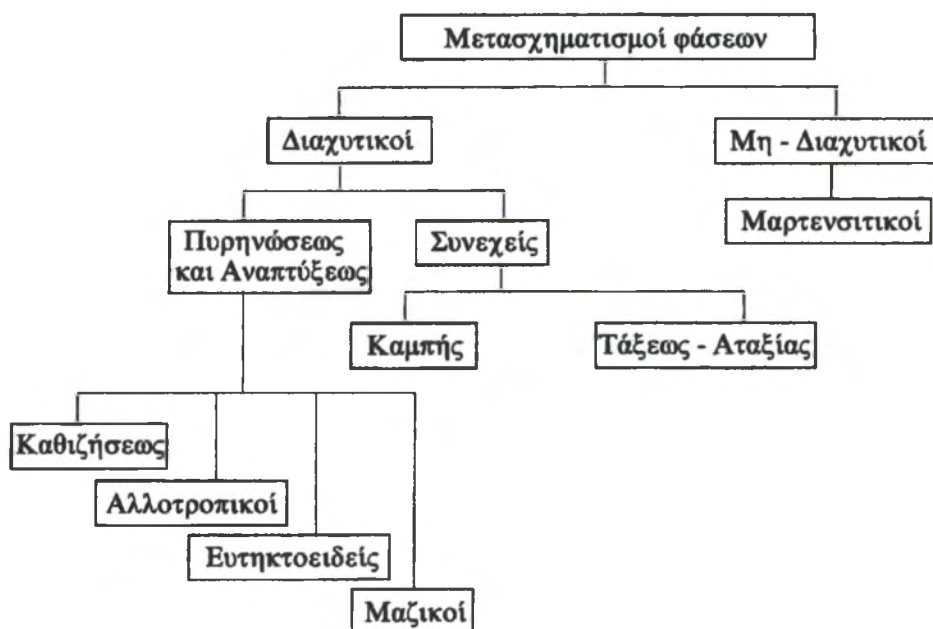 Μετασχηματισμοί φάσεων
Διαχυτικοί
Μη - Διαχυτικοί
Μαρτενσιτικοί
Πυρηνώσεως
και Αναπτύξεως
Συνεχείς
Καμπής
Τάξεως - Αταξίας
Καθιζήσεως
Αλλοτροπικοί
Ευτηκτοειδείς
Μαζικοί